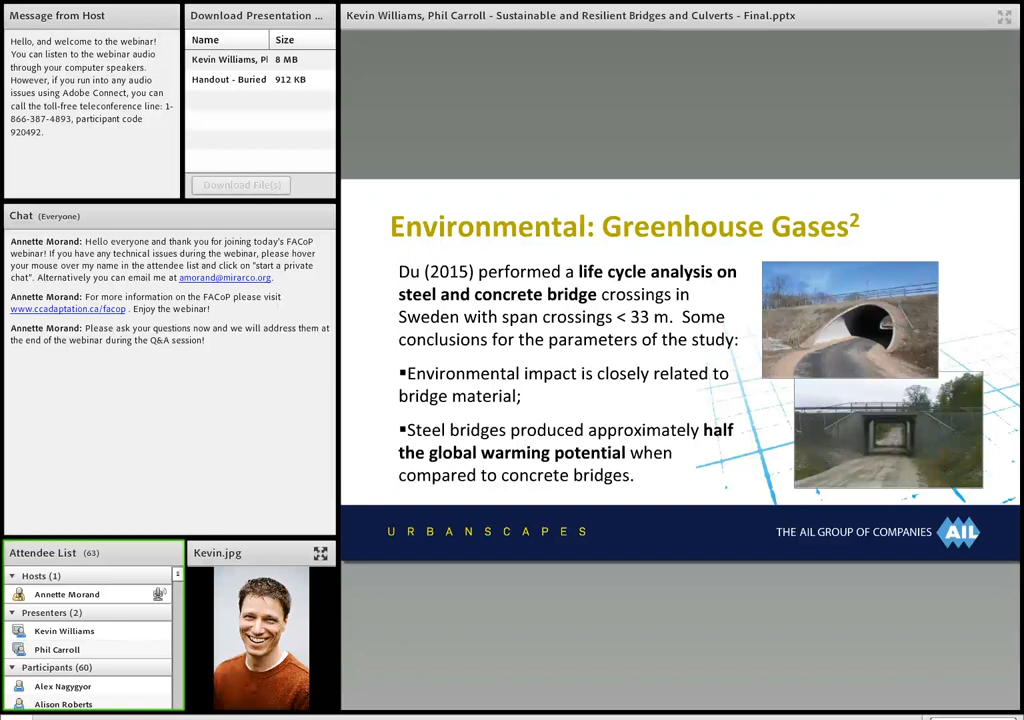 Message from Host
Hello, and welcome to the webinar!
You can listen to the webinar audio
through your computer speakers.
However, if you run into any audio
issues using Adobe Connect, you can
call the toll-free teleconference line: 1-
866-387-4893, participant code
920492.
Download Presentation ...
Name Size
Kevin Williams, Pl 8 MB
Handout - Buried 912 KB
Download File(s)
Chat (Everyone)
Annette Morand: Hello everyone and thank you for joining today's FACoP
webinar! If you have any technical issues during the webinar, please hover
your mouse over my name in the attendee list and click on "start a private
chat". Alternatively you can email me at amorand@mirarco.org.
Annette Morand: For more information on the FACoP please visit
www.ccadaptation.ca/facop . Enjoy the webinar!
Annette Morand: Please ask your questions now and we will address them at
the end of the webinar during the Q&A session!
Attendee List (63)
Hosts (1)
Annette Morand
Presenters (2)
Kevin Williams
Phil Carroll
Participants (60)
Alex Nagygyor
Alison Roberts
1
Kevin.jpg
Kevin Williams, Phil Carroll - Sustainable and Resilient Bridges and Culverts - Final.pptx
Environmental: Greenhouse Gases2
Du (2015) performed a life cycle analysis on
steel and concrete bridge crossings in
Sweden with span crossings < 33 m. Some
conclusions for the parameters of the study:
▪Environmental impact is closely related to
bridge material;
▪Steel bridges produced approximately half
the global warming potential when
compared to concrete bridges.
URBANSCAPES
THE AIL GROUP OF COMPANIES AIL